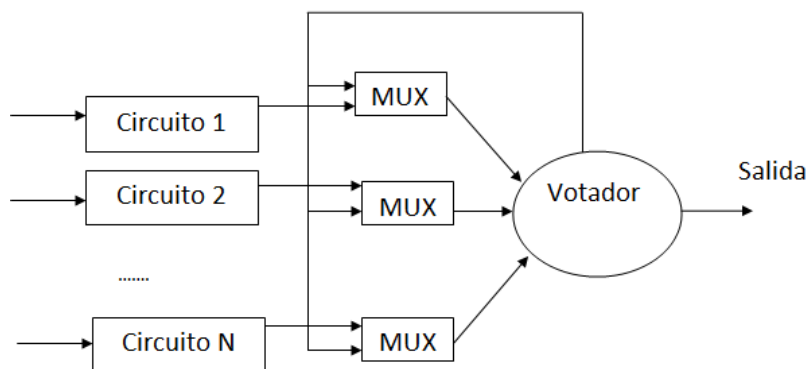 MUX
Circuito 1
Circuito 2
MUX
Votador
Salida
.......
Circuito N
MUX